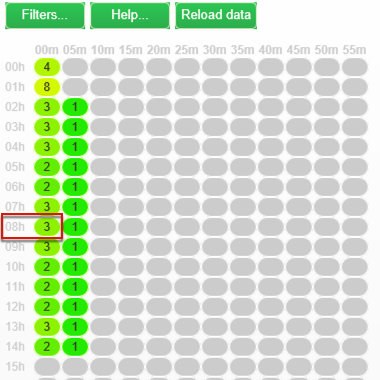 Filters... Help... Reload data
00m 05m 10m 15m 20m 25m 30m 35m 40m 45m 50m 55m
00h 4
01h 8
02h 3 1
03h 3 1
04h 3 1
05h 2 1
06h 2 1
07h 3 1
08h 3 1
09h 3 1
10h 2 1
11h 2 1
12h 2 1
13h 3 1
14h 2 1
15h